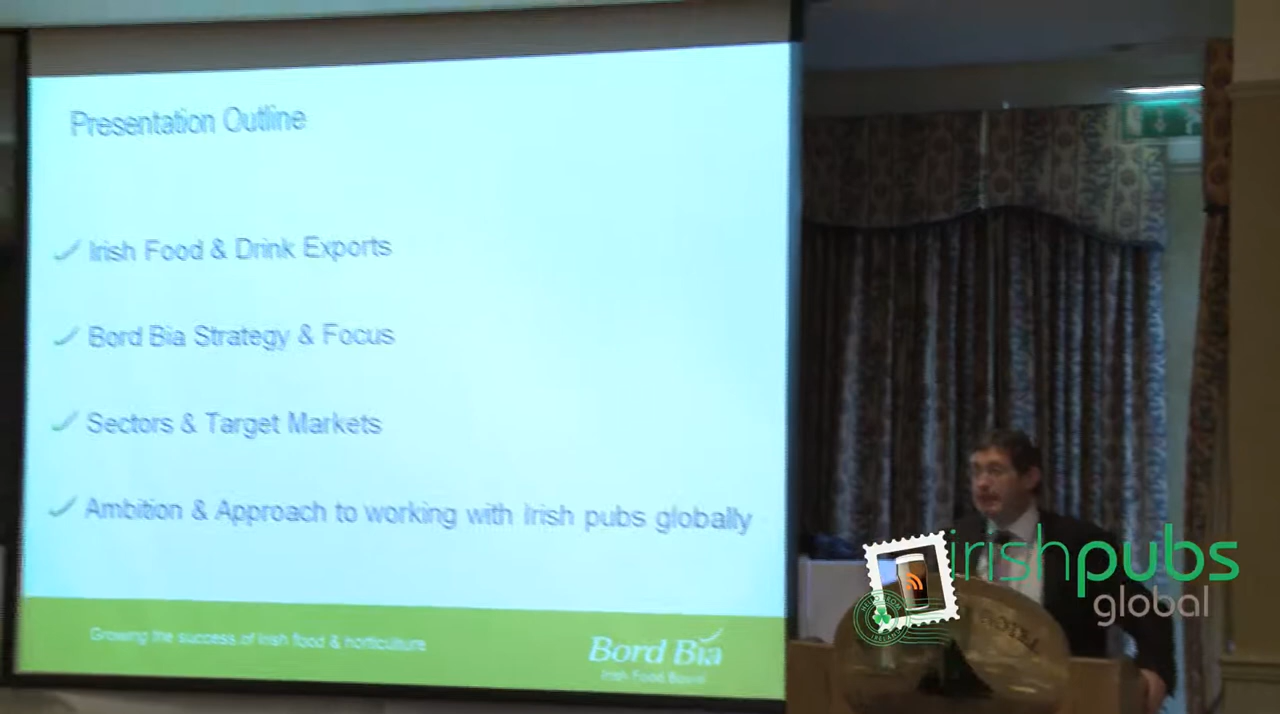 Presentation Outline
Irish Food & Drink Exports
Bord Bia Strategy & Focus
Sectors & Target Markets
Ambition & Approach to working with Irish pubs globally
Growing the success of Irish food & horticulture
Bord Bia
Irish Food Board
irishpubs
global
IRELAND